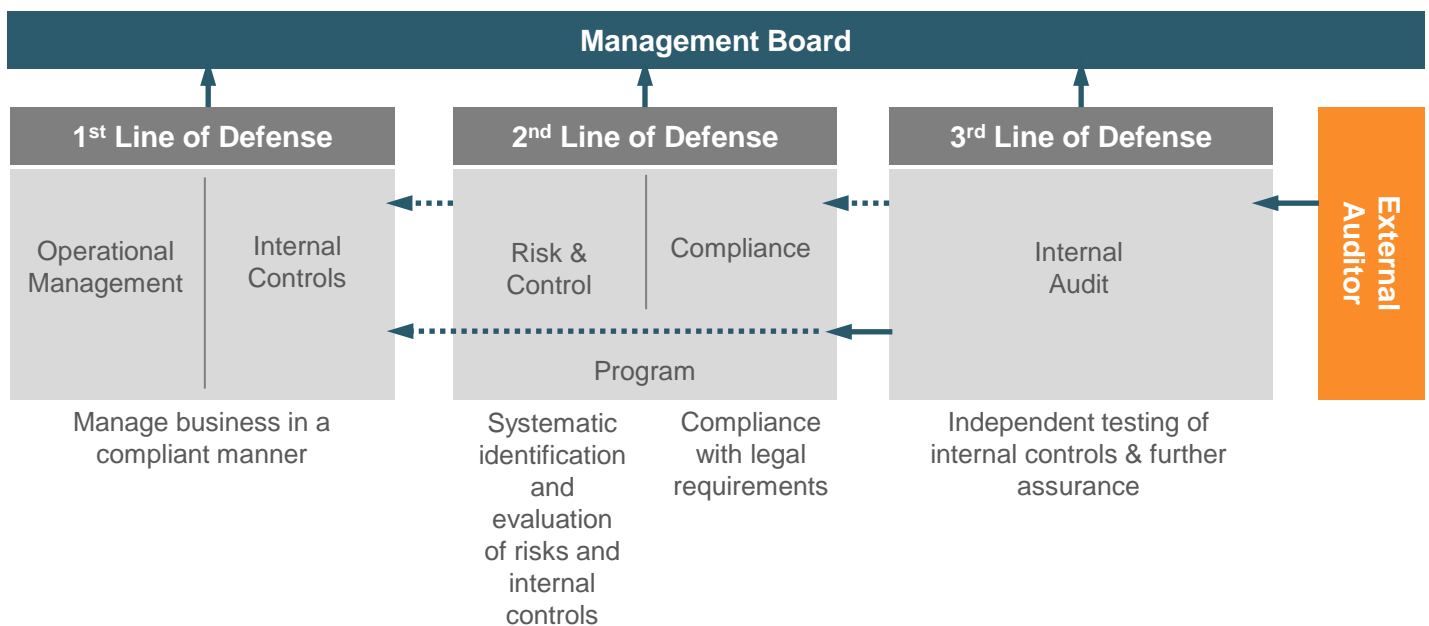 Management Board
1st Line of Defense
2nd Line of Defense
3rd Line of Defense
External
Auditor
Operational
Management
Internal
Controls
Risk &
Control
Compliance
Program
Internal
Audit
Manage business in a
compliant manner
Systematic
identification
and
evaluation
of risks and
internal
controls
Compliance
with legal
requirements
Independent testing of
internal controls & further
assurance